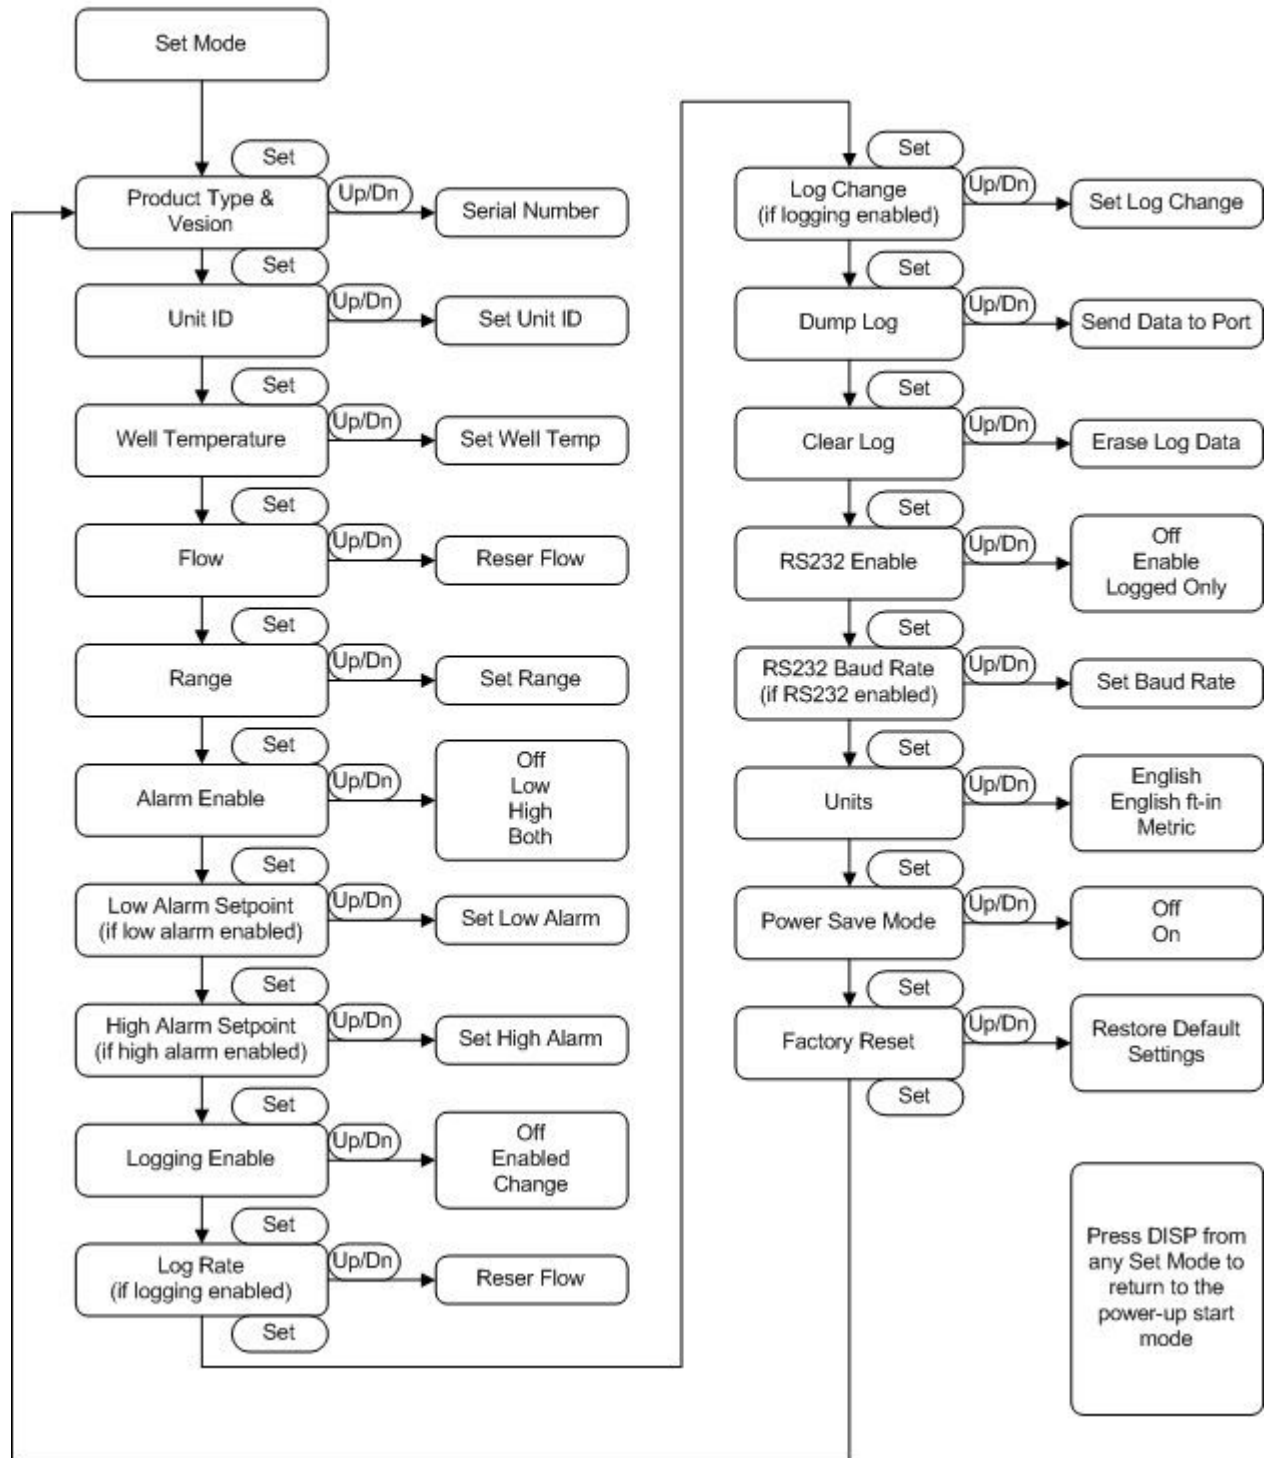 Set Mode
Set
Product Type &
Vesion
Up/Dn
Serial Number
Set
Unit ID
Up/Dn
Set Unit ID
Set
Well Temperature
Up/Dn
Set Well Temp
Set
Flow
Up/Dn
Reser Flow
Set
Range
Up/Dn
Set Range
Set
Alarm Enable
Up/Dn
Off
Low
High
Both
Set
Low Alarm Setpoint
(if low alarm enabled)
Up/Dn
Set Low Alarm
Set
High Alarm Setpoint
(if high alarm enabled)
Up/Dn
Set High Alarm
Set
Logging Enable
Up/Dn
Off
Enabled
Change
Set
Log Rate
(if logging enabled)
Up/Dn
Reser Flow
Set
Set
Log Change
(if logging enabled)
Up/Dn
Set Log Change
Set
Dump Log
Up/Dn
Send Data to Port
Set
Clear Log
Up/Dn
Erase Log Data
Set
RS232 Enable
Up/Dn
Off
Enable
Logged Only
Set
RS232 Baud Rate
(if RS232 enabled)
Up/Dn
Set Baud Rate
Set
Units
Up/Dn
English
English ft-in
Metric
Set
Power Save Mode
Up/Dn
Off
On
Set
Factory Reset
Up/Dn
Restore Default
Settings
Set
Press DISP from
any Set Mode to
return to the
power-up start
mode